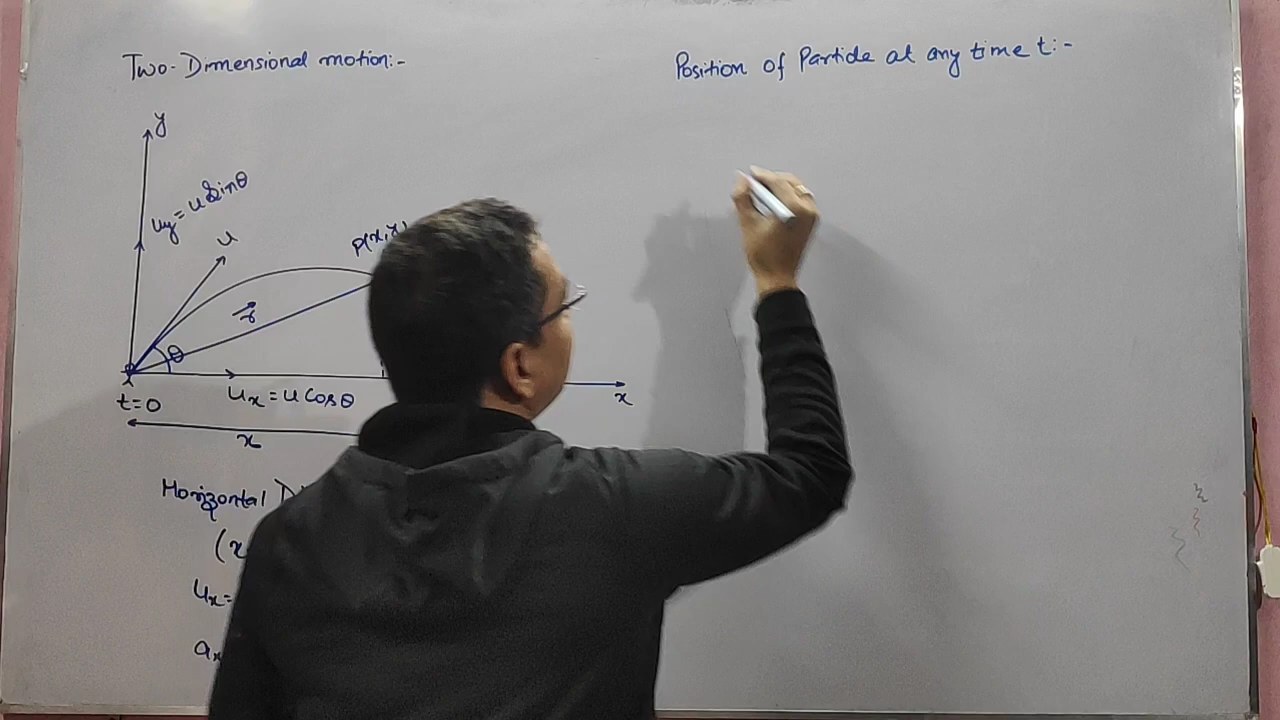 Two-Dimensional motion:-
Position of Particle at any time t:-
y
uy = u Sinθ
u
P(x,y)
r
θ
x
t=0
ux = u Cosθ
x
Horizontal
(x
ux=
ax